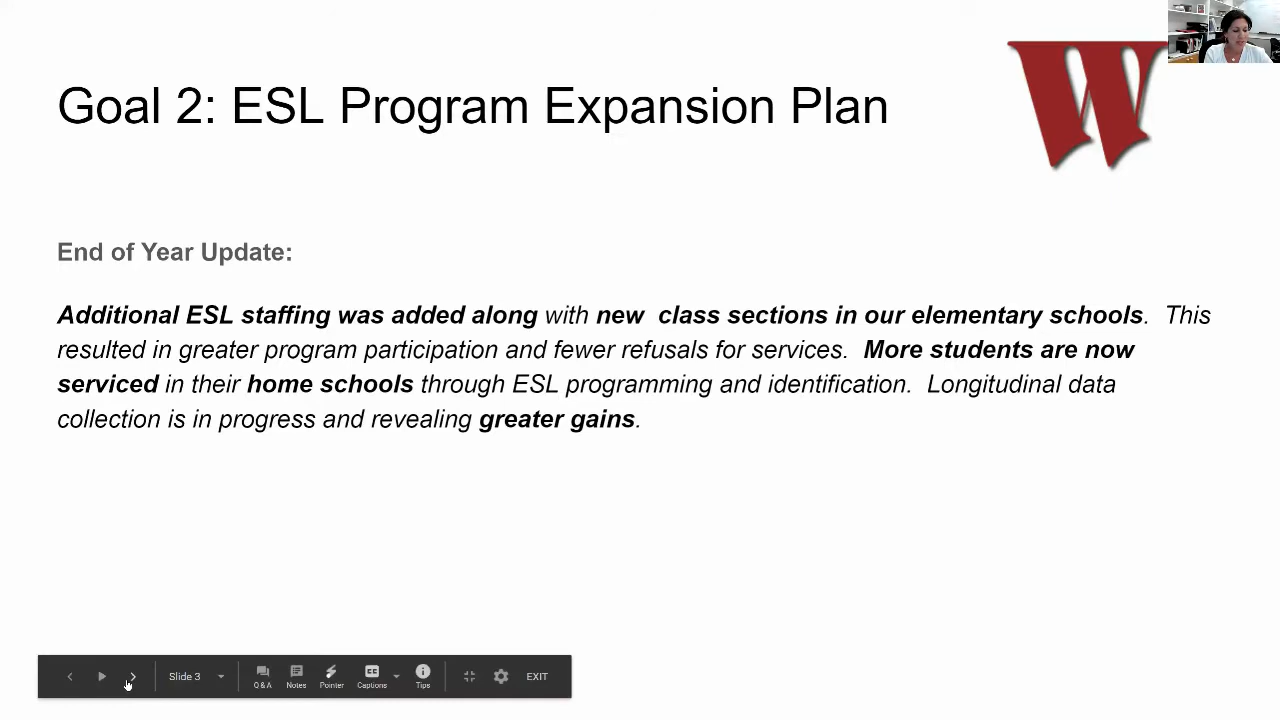 W
Goal 2: ESL Program Expansion Plan
End of Year Update:
Additional ESL staffing was added along with new  class sections in our elementary schools.  This
resulted in greater program participation and fewer refusals for services.  More students are now
serviced in their home schools through ESL programming and identification.  Longitudinal data
collection is in progress and revealing greater gains.
Slide 3
Q & A
Notes
Pointer
CC
Captions
Tips
EXIT